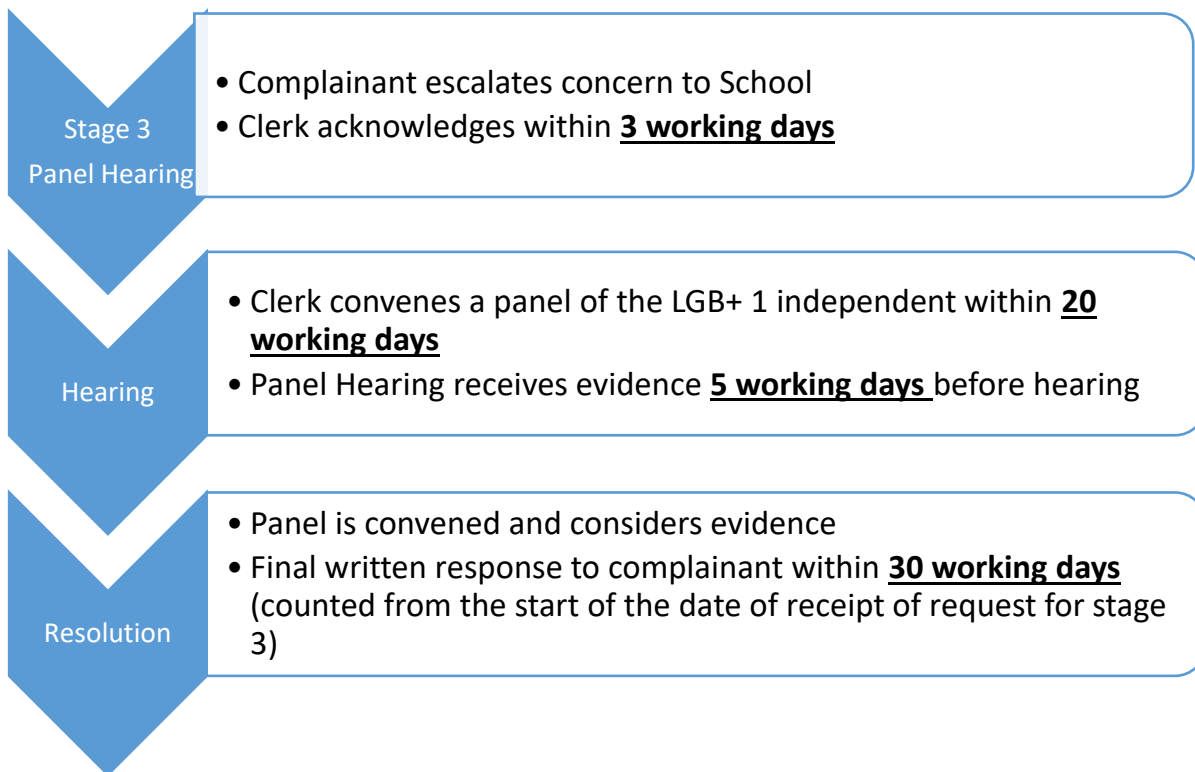 Stage 3
Panel Hearing
• Complainant escalates concern to School
• Clerk acknowledges within 3 working days
Hearing
• Clerk convenes a panel of the LGB+ 1 independent within 20
working days
• Panel Hearing receives evidence 5 working days before hearing
Resolution
• Panel is convened and considers evidence
• Final written response to complainant within 30 working days
(counted from the start of the date of receipt of request for stage
3)